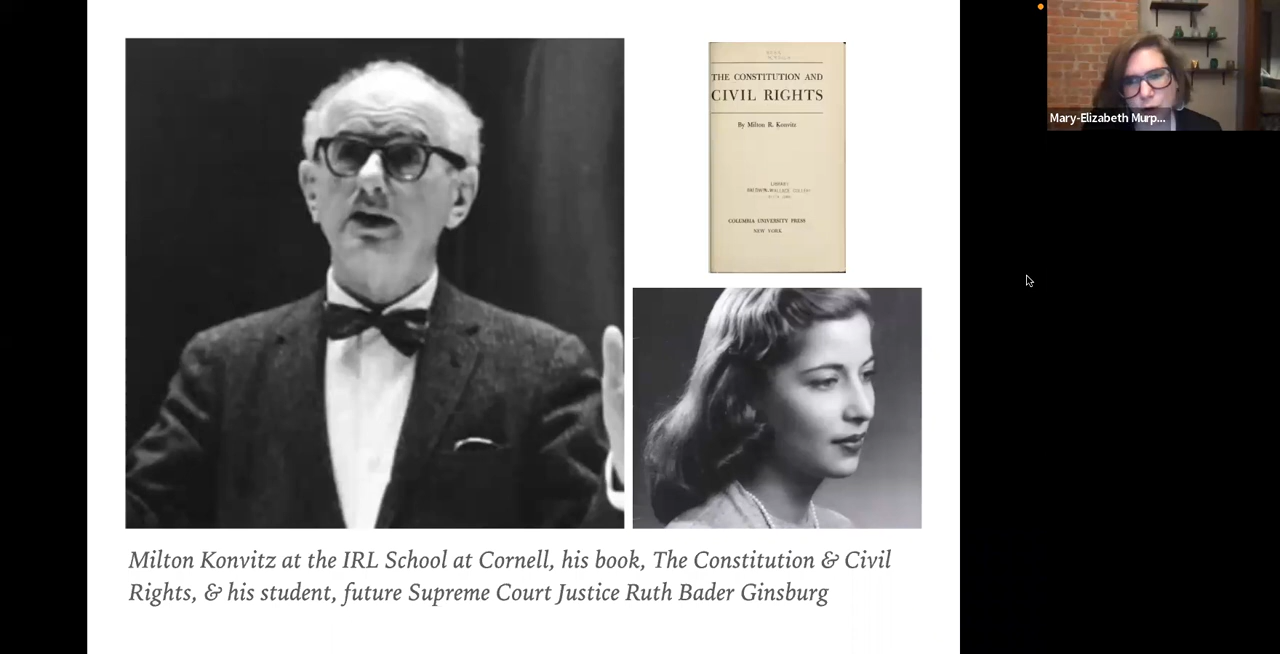 THE CONSTITUTION AND
CIVIL RIGHTS
By Milton R. Konvitz
LIBRARY
COLUMBIA UNIVERSITY PRESS
NEW YORK
Mary-Elizabeth Murp...
Milton Konvitz at the IRL School at Cornell, his book, The Constitution & Civil
Rights, & his student, future Supreme Court Justice Ruth Bader Ginsburg